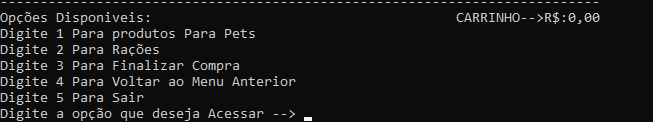 Opções Disponiveis: CARRINHO-->R$:0,00
Digite 1 Para produtos Para Pets
Digite 2 Para Rações
Digite 3 Para Finalizar Compra
Digite 4 Para Voltar ao Menu Anterior
Digite 5 Para Sair
Digite a opção que deseja Acessar -->